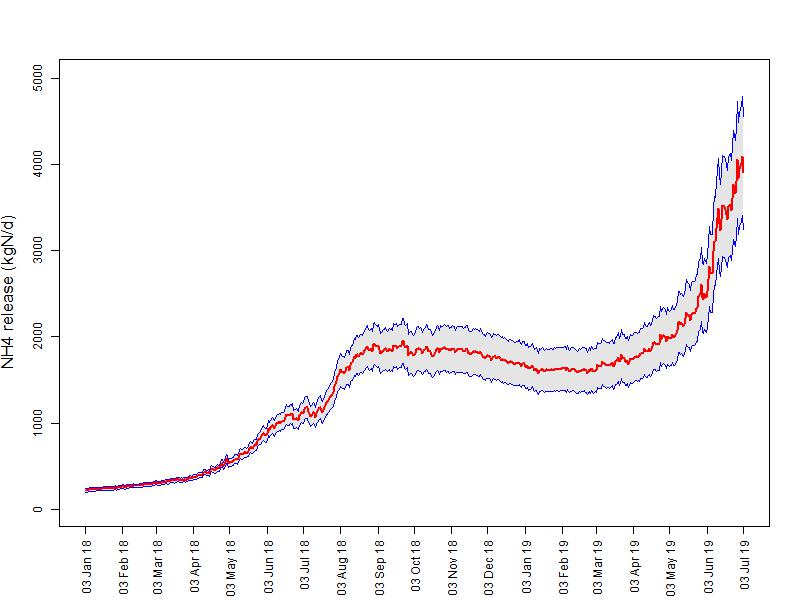 NH4 release (kgN/d)
5000
4000
3000
2000
1000
0
03 Jan 18
03 Feb 18
03 Mar 18
03 Apr 18
03 May 18
03 Jun 18
03 Jul 18
03 Aug 18
03 Sep 18
03 Oct 18
03 Nov 18
03 Dec 18
03 Jan 19
03 Feb 19
03 Mar 19
03 Apr 19
03 May 19
03 Jun 19
03 Jul 19